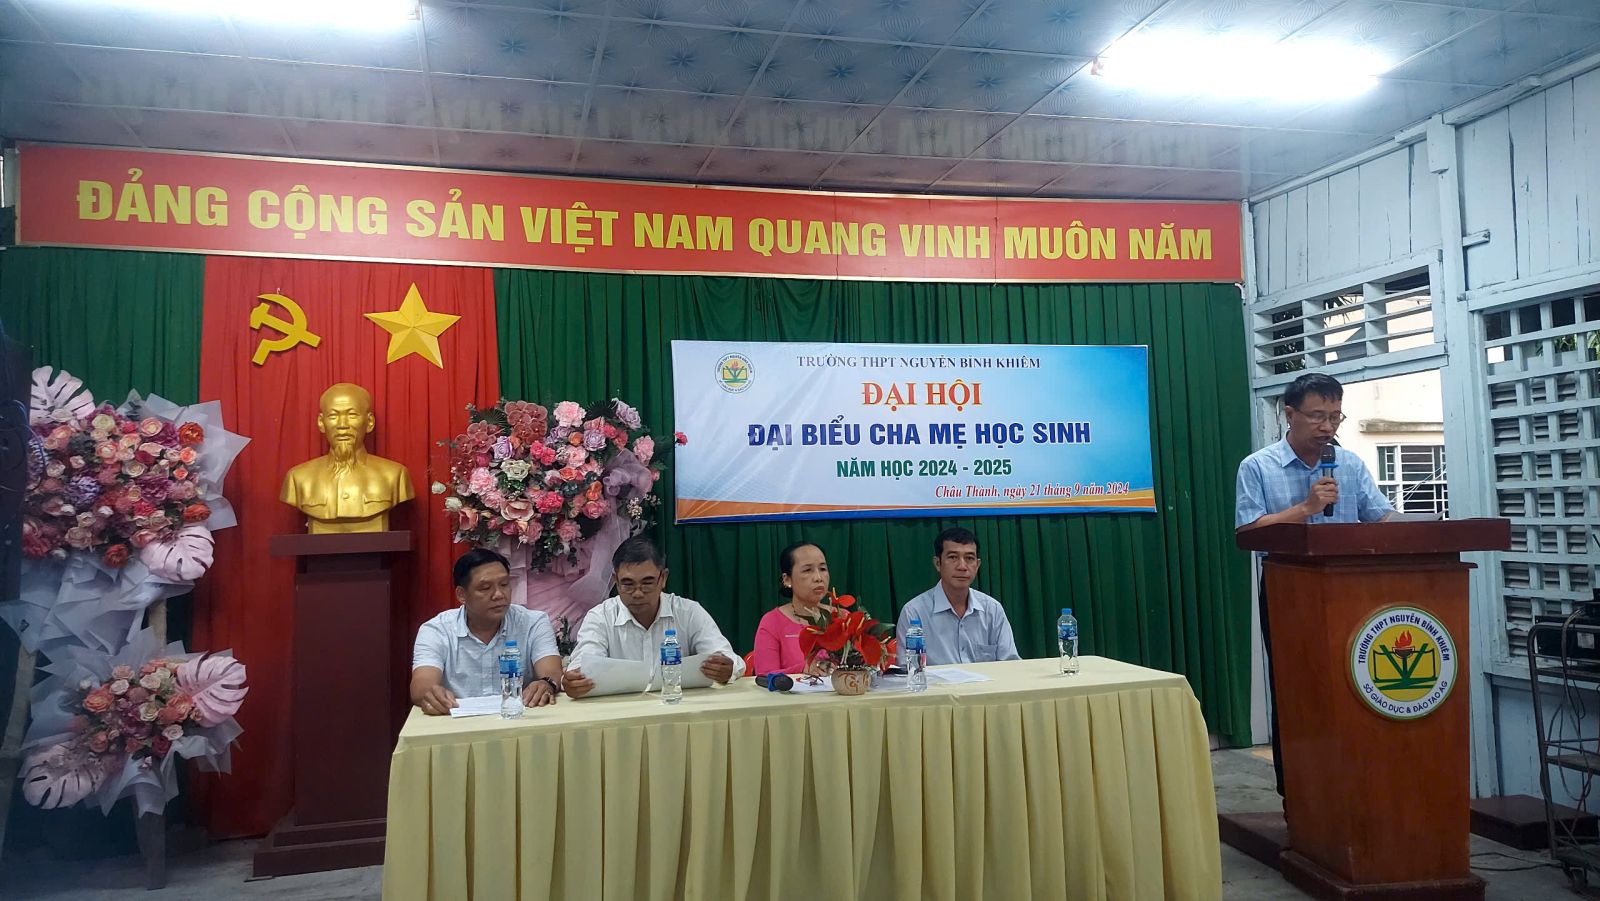 ĐẢNG CỘNG SẢN VIỆT NAM QUANG VINH MUÔN NĂM
TRƯỜNG THPT NGUYỄN BỈNH KHIÊM
ĐẠI HỘI
ĐẠI BIỂU CHA MẸ HỌC SINH
NĂM HỌC 2024 - 2025
Châu Thành, ngày 21 tháng 9 năm 2024
TRƯỜNG THPT NGUYỄN BỈNH KHIÊM
SỞ GIÁO DỤC & ĐÀO TẠO AG